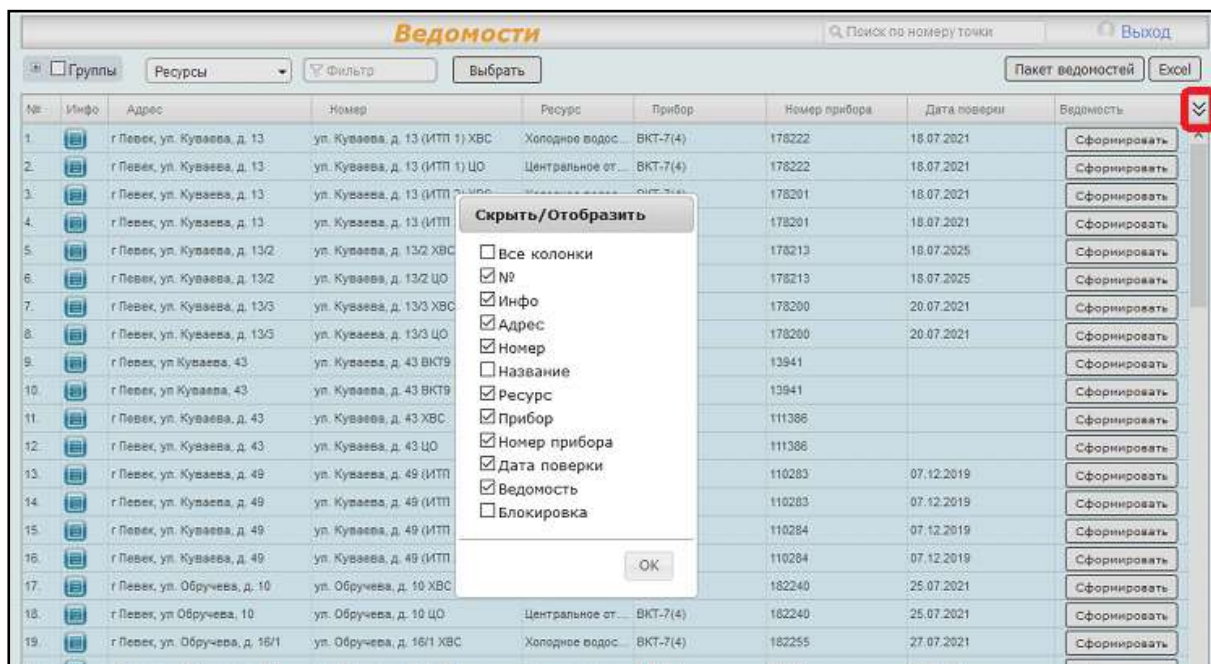 Ведомости
Поиск по номеру точки
Выход
Группы Ресурсы Фильтр Выбрать Пакет ведомостей Excel
№ Инфо Адрес Номер Ресурс Прибор Номер прибора Дата поверки Ведомость
1. г Певек, ул. Куваева, д. 13 ул. Куваева, д. 13 (ИТП 1) ХВС Холодное водос... ВКТ-7(4) 178222 18.07.2021 Сформировать
2. г Певек, ул. Куваева, д. 13 ул. Куваева, д. 13 (ИТП 1) ЦО Центральное от... ВКТ-7(4) 178222 18.07.2021 Сформировать
3. г Певек, ул. Куваева, д. 13 ул. Куваева, д. 13 (ИТП 178201 18.07.2021 Сформировать
4. г Певек, ул. Куваева, д. 13 ул. Куваева, д. 13 (ИТП 178201 18.07.2021 Сформировать
5. г Певек, ул. Куваева, д. 13/2 ул. Куваева, д. 13/2 ХВС 178213 18.07.2025 Сформировать
6. г Певек, ул. Куваева, д. 13/2 ул. Куваева, д. 13/2 ЦО 178213 18.07.2025 Сформировать
7. г Певек, ул. Куваева, д. 13/3 ул. Куваева, д. 13/3 ХВС 178200 20.07.2021 Сформировать
8. г Певек, ул. Куваева, д. 13/3 ул. Куваева, д. 13/3 ЦО 178200 20.07.2021 Сформировать
9. г Певек, ул Куваева, 43 ул. Куваева, д. 43 ВКТ9 13941 Сформировать
10. г Певек, ул Куваева, 43 ул. Куваева, д. 43 ВКТ9 13941 Сформировать
11. г Певек, ул. Куваева, д. 43 ул. Куваева, д. 43 ХВС 111386 Сформировать
12. г Певек, ул. Куваева, д. 43 ул. Куваева, д. 43 ЦО 111386 Сформировать
13. г Певек, ул. Куваева, д. 49 ул. Куваева, д. 49 (ИТП 110283 07.12.2019 Сформировать
14. г Певек, ул. Куваева, д. 49 ул. Куваева, д. 49 (ИТП 110283 07.12.2019 Сформировать
15. г Певек, ул. Куваева, д. 49 ул. Куваева, д. 49 (ИТП 110284 07.12.2019 Сформировать
16. г Певек, ул. Куваева, д. 49 ул. Куваева, д. 49 (ИТП 110284 07.12.2019 Сформировать
17. г Певек, ул. Обручева, д. 10 ул. Обручева, д. 10 ХВС 182240 25.07.2021 Сформировать
18. г Певек, ул Обручева, 10 ул. Обручева, д. 10 ЦО Центральное от... ВКТ-7(4) 182240 25.07.2021 Сформировать
19. г Певек, ул. Обручева, д. 16/1 ул. Обручева, д. 16/1 ХВС Холодное водос... ВКТ-7(4) 182255 27.07.2021 Сформировать
Скрыть/Отобразить
Все колонки
№
Инфо
Адрес
Номер
Название
Ресурс
Прибор
Номер прибора
Дата поверки
Ведомость
Блокировка
OK